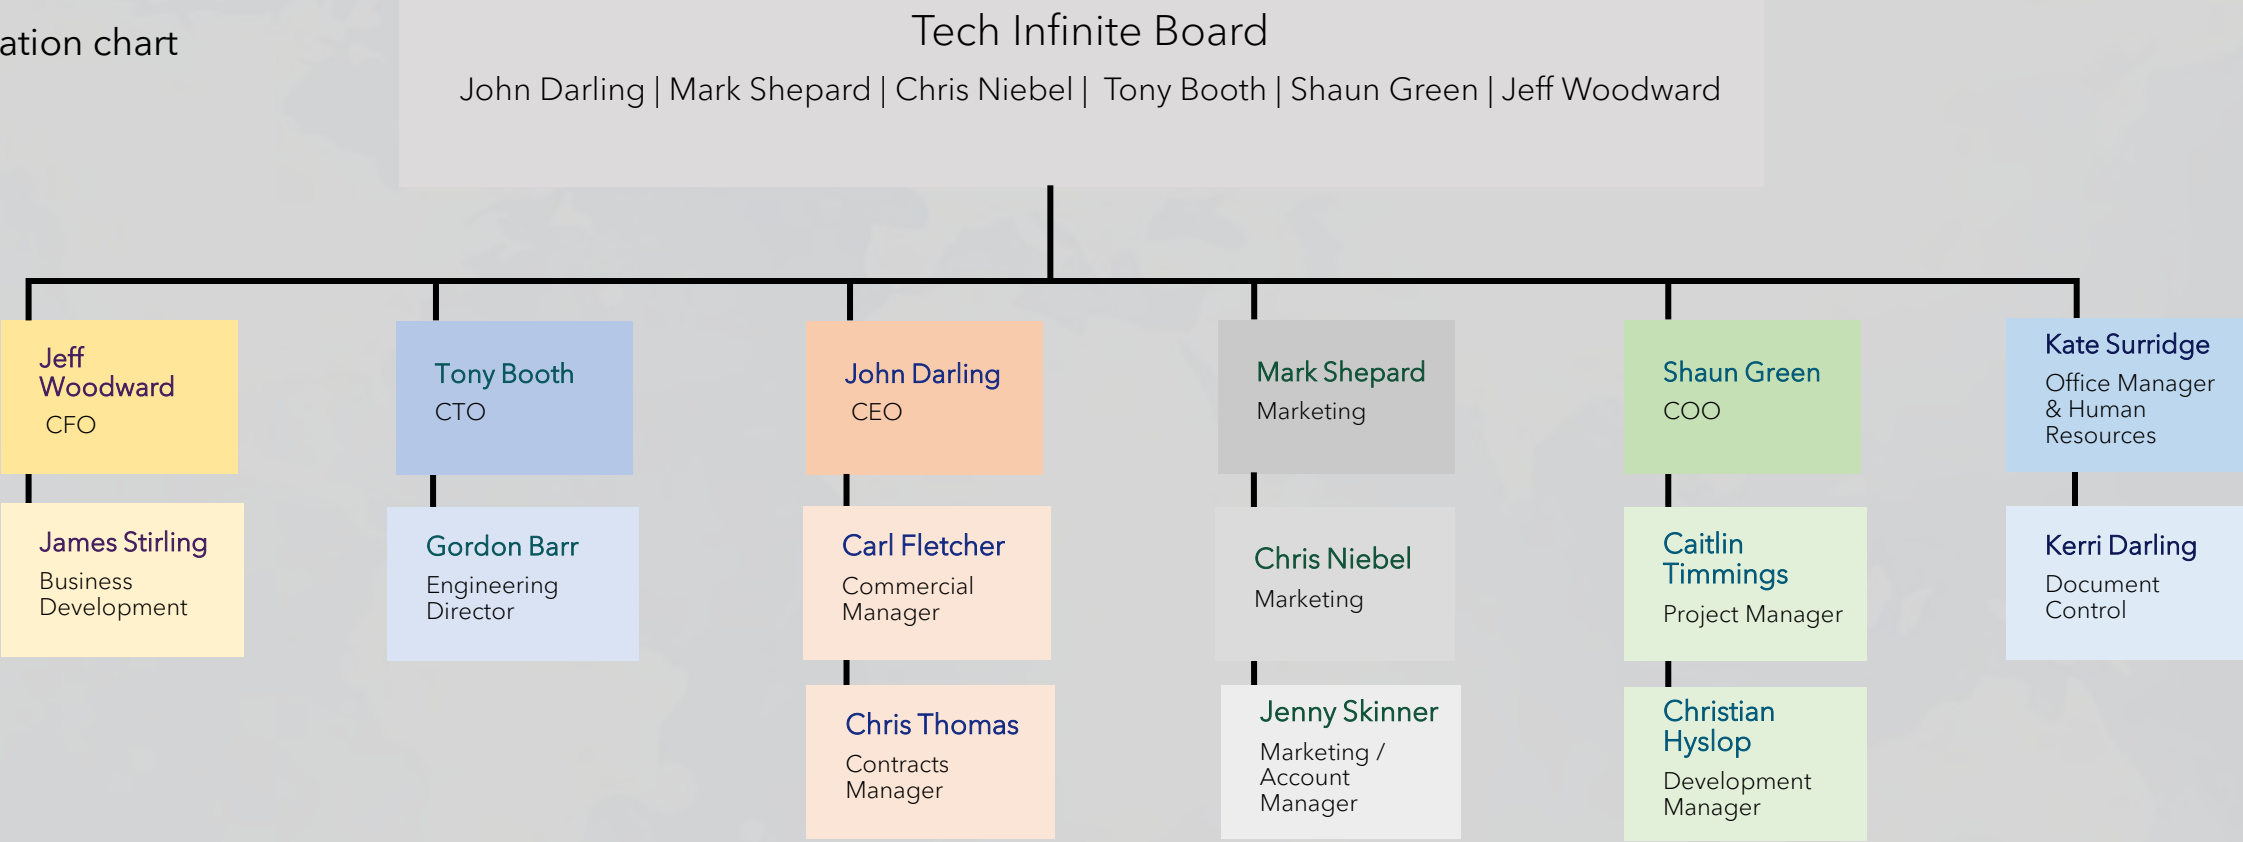 ation chart
Tech Infinite Board
John Darling | Mark Shepard | Chris Niebel | Tony Booth | Shaun Green | Jeff Woodward
Jeff
Woodward
CFO
Tony Booth
CTO
John Darling
CEO
Mark Shepard
Marketing
Shaun Green
COO
Kate Surridge
Office Manager
& Human
Resources
James Stirling
Business
Development
Gordon Barr
Engineering
Director
Carl Fletcher
Commercial
Manager
Chris Niebel
Marketing
Caitlin
Timmings
Project Manager
Kerri Darling
Document
Control
Chris Thomas
Contracts
Manager
Jenny Skinner
Marketing /
Account
Manager
Christian
Hyslop
Development
Manager